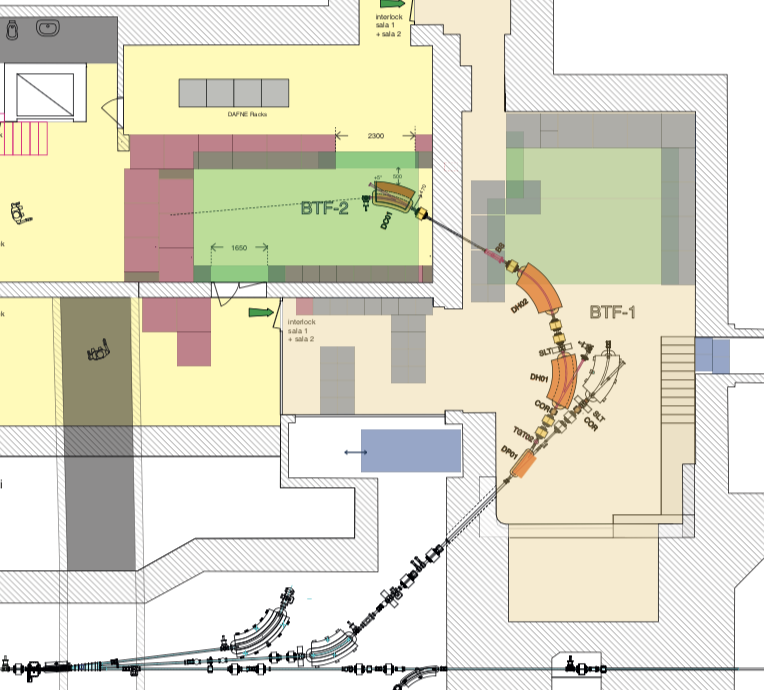 interlock
sala 1
+ sala 2
DAFNE Racks
2300
500
BTF-2
DC01
1650
DH02
BTF-1
interlock
sala 1
+ sala 2
SLT
DH01
COR
SLT
COR
TGT02
DP01